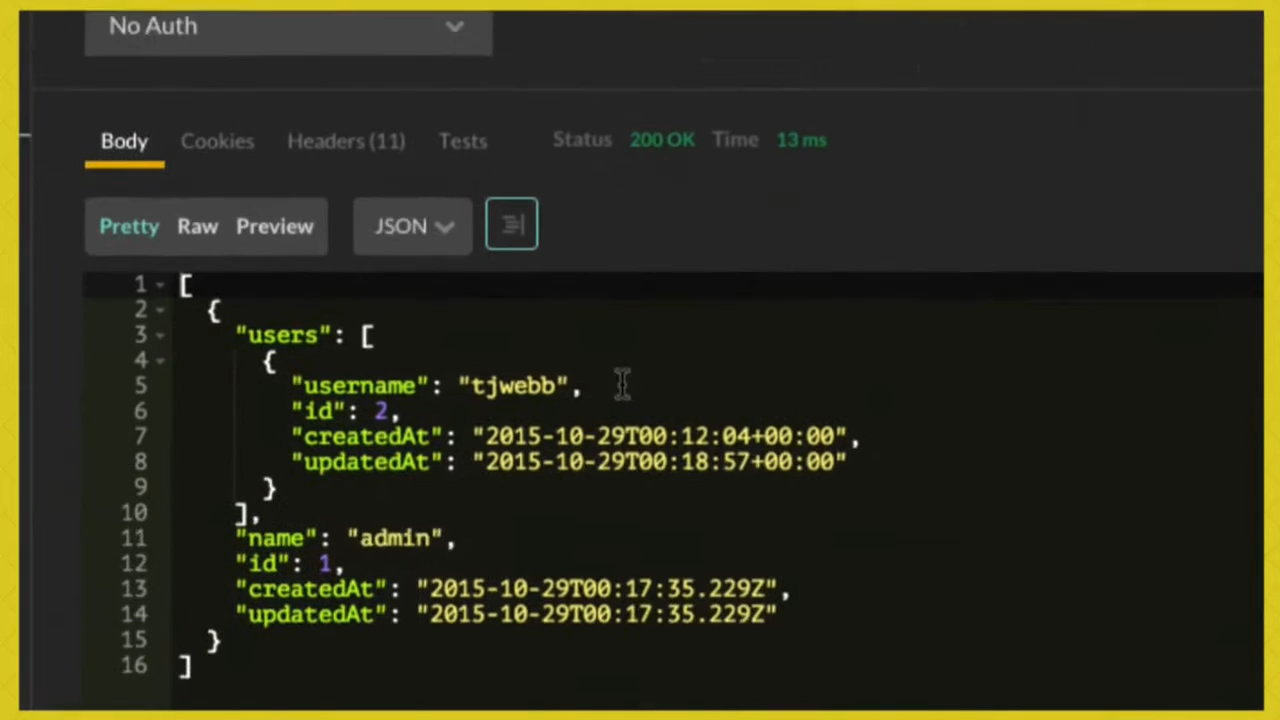 No Auth
Body Cookies Headers (11) Tests Status 200 OK Time 13 ms
Pretty Raw Preview JSON
1 [
2 {
3 "users": [
4 {
5 "username": "tjwebb",
6 "id": 2,
7 "createdAt": "2015-10-29T00:12:04+00:00",
8 "updatedAt": "2015-10-29T00:18:57+00:00"
9 }
10 ],
11 "name": "admin",
12 "id": 1,
13 "createdAt": "2015-10-29T00:17:35.229Z",
14 "updatedAt": "2015-10-29T00:17:35.229Z"
15 }
16 ]